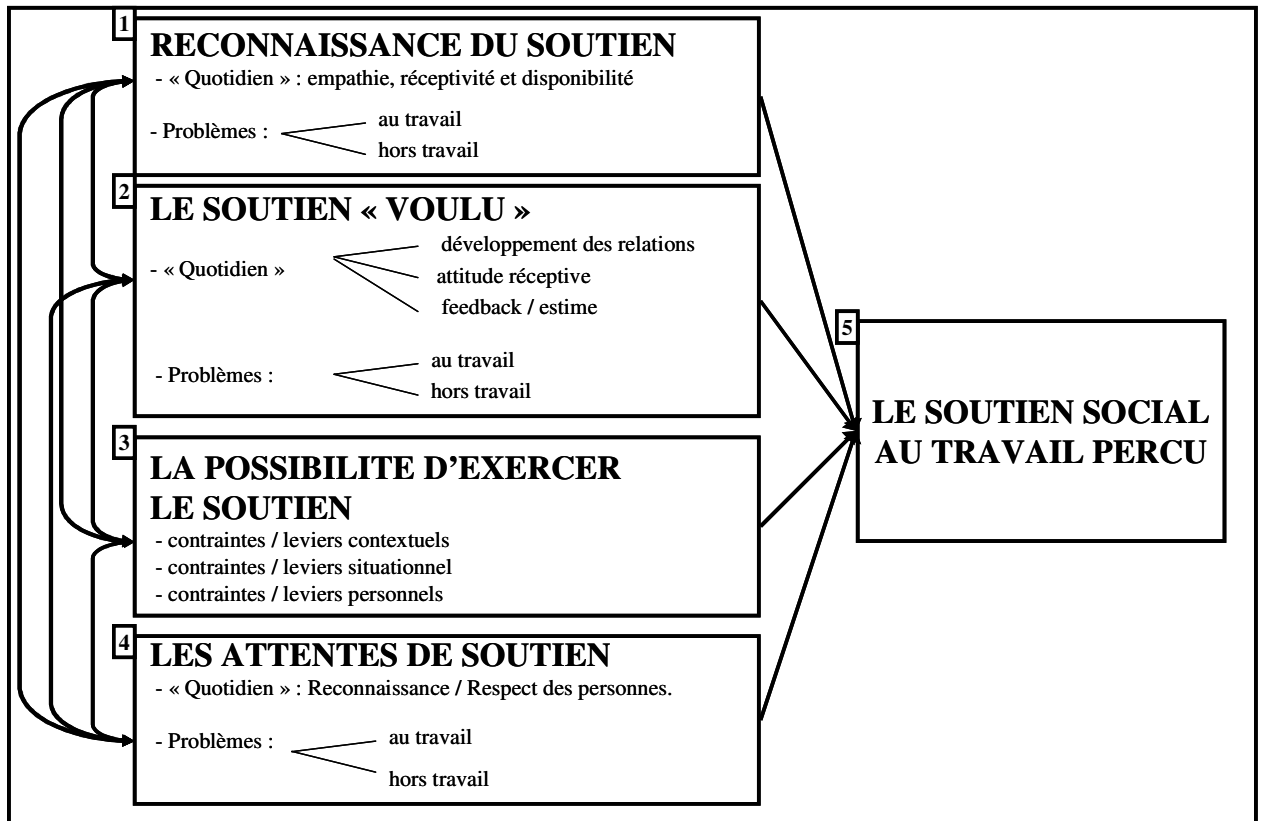 1
RECONNAISSANCE DU SOUTIEN
- « Quotidien » : empathie, réceptivité et disponibilité
- Problèmes :
au travail
hors travail
2
LE SOUTIEN « VOULU »
- « Quotidien »
développement des relations
attitude réceptive
feedback / estime
- Problèmes :
au travail
hors travail
3
LA POSSIBILITE D'EXERCER
LE SOUTIEN
- contraintes / leviers contextuels
- contraintes / leviers situationnel
- contraintes / leviers personnels
4
LES ATTENTES DE SOUTIEN
- « Quotidien » : Reconnaissance / Respect des personnes.
- Problèmes :
au travail
hors travail
5
LE SOUTIEN SOCIAL
AU TRAVAIL PERCU